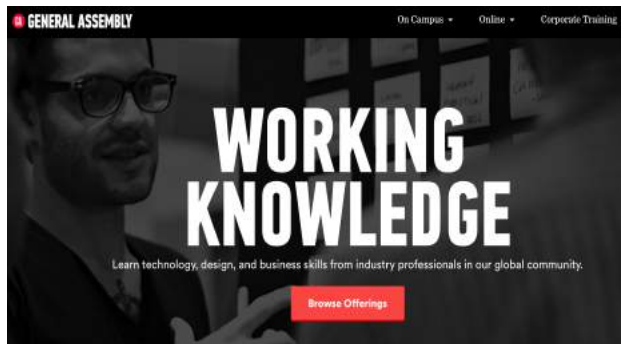 GA GENERAL ASSEMBLY
On Campus Online Corporate Training
WORKING
KNOWLEDGE
Learn technology, design, and business skills from industry professionals in our global community.
Browse Offerings